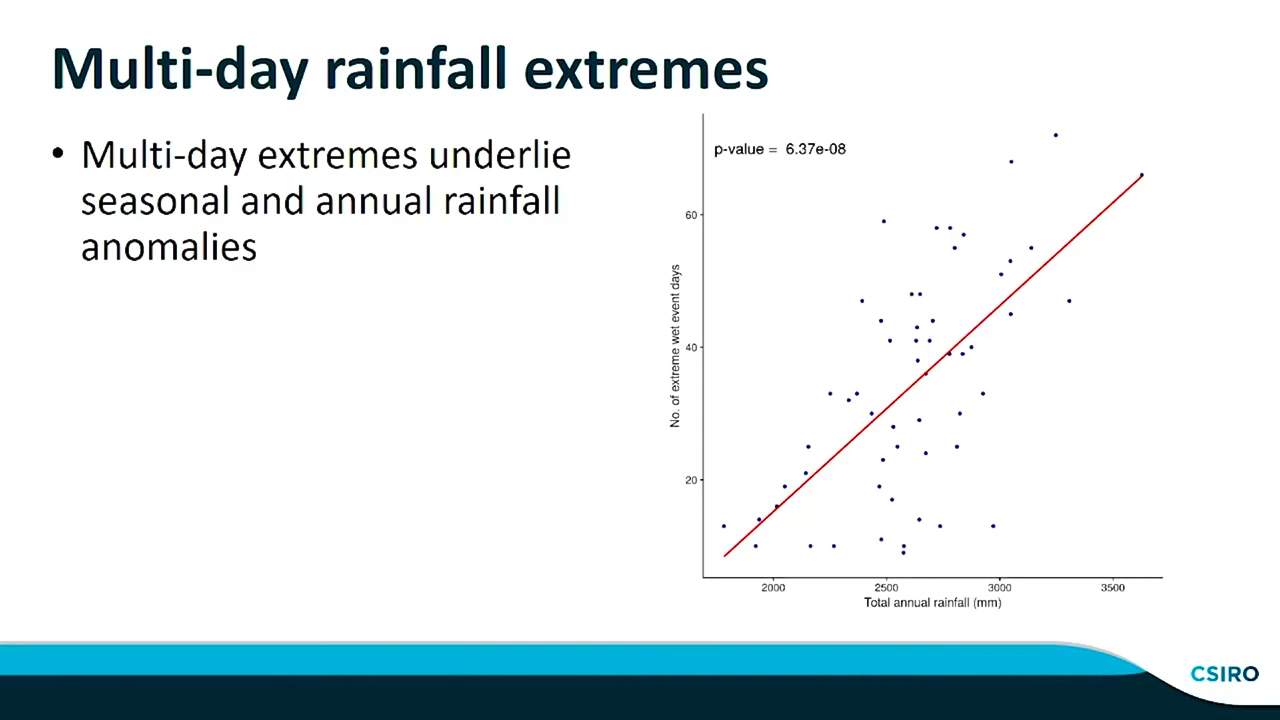 Multi-day rainfall extremes
• Multi-day extremes underlie
seasonal and annual rainfall
anomalies
p-value = 6.37e-08
60
40
20
No. of extreme wet event days
2000 2500 3000 3500
Total annual rainfall (mm)
CSIRO